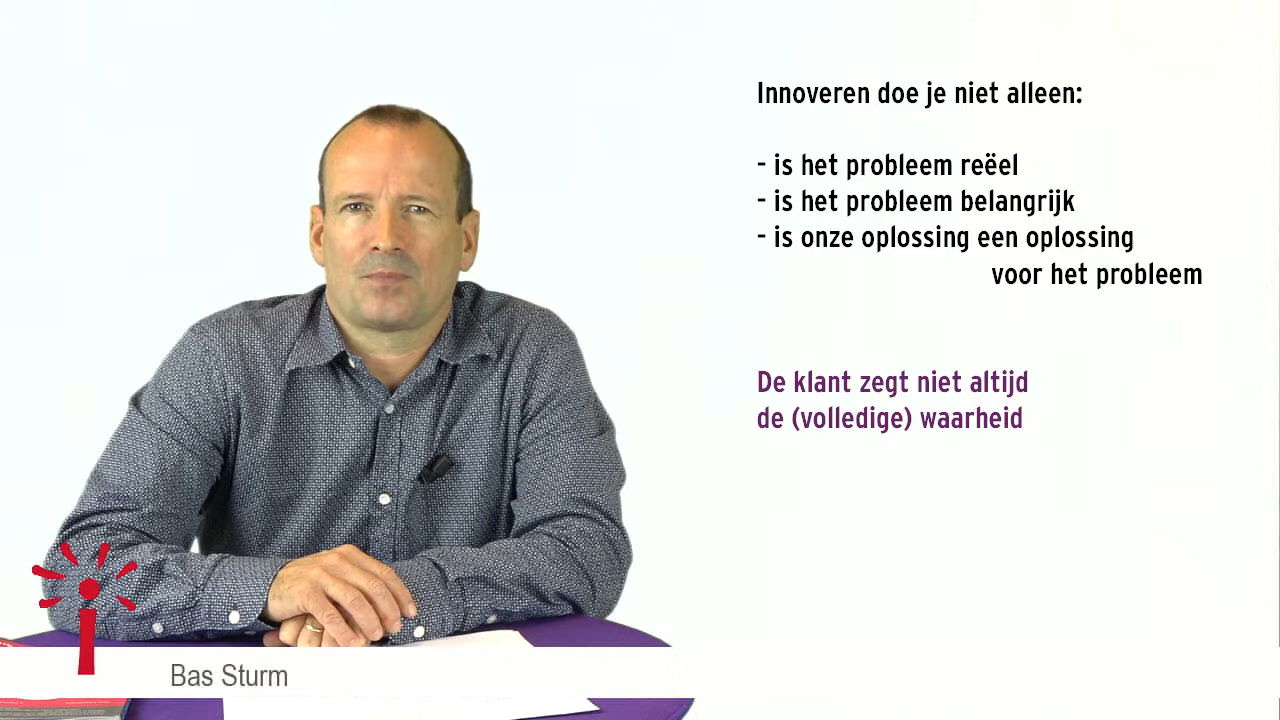 Innoveren doe je niet alleen:
- is het probleem reëel
- is het probleem belangrijk
- is onze oplossing een oplossing
voor het probleem
De klant zegt niet altijd
de (volledige) waarheid
Bas Sturm